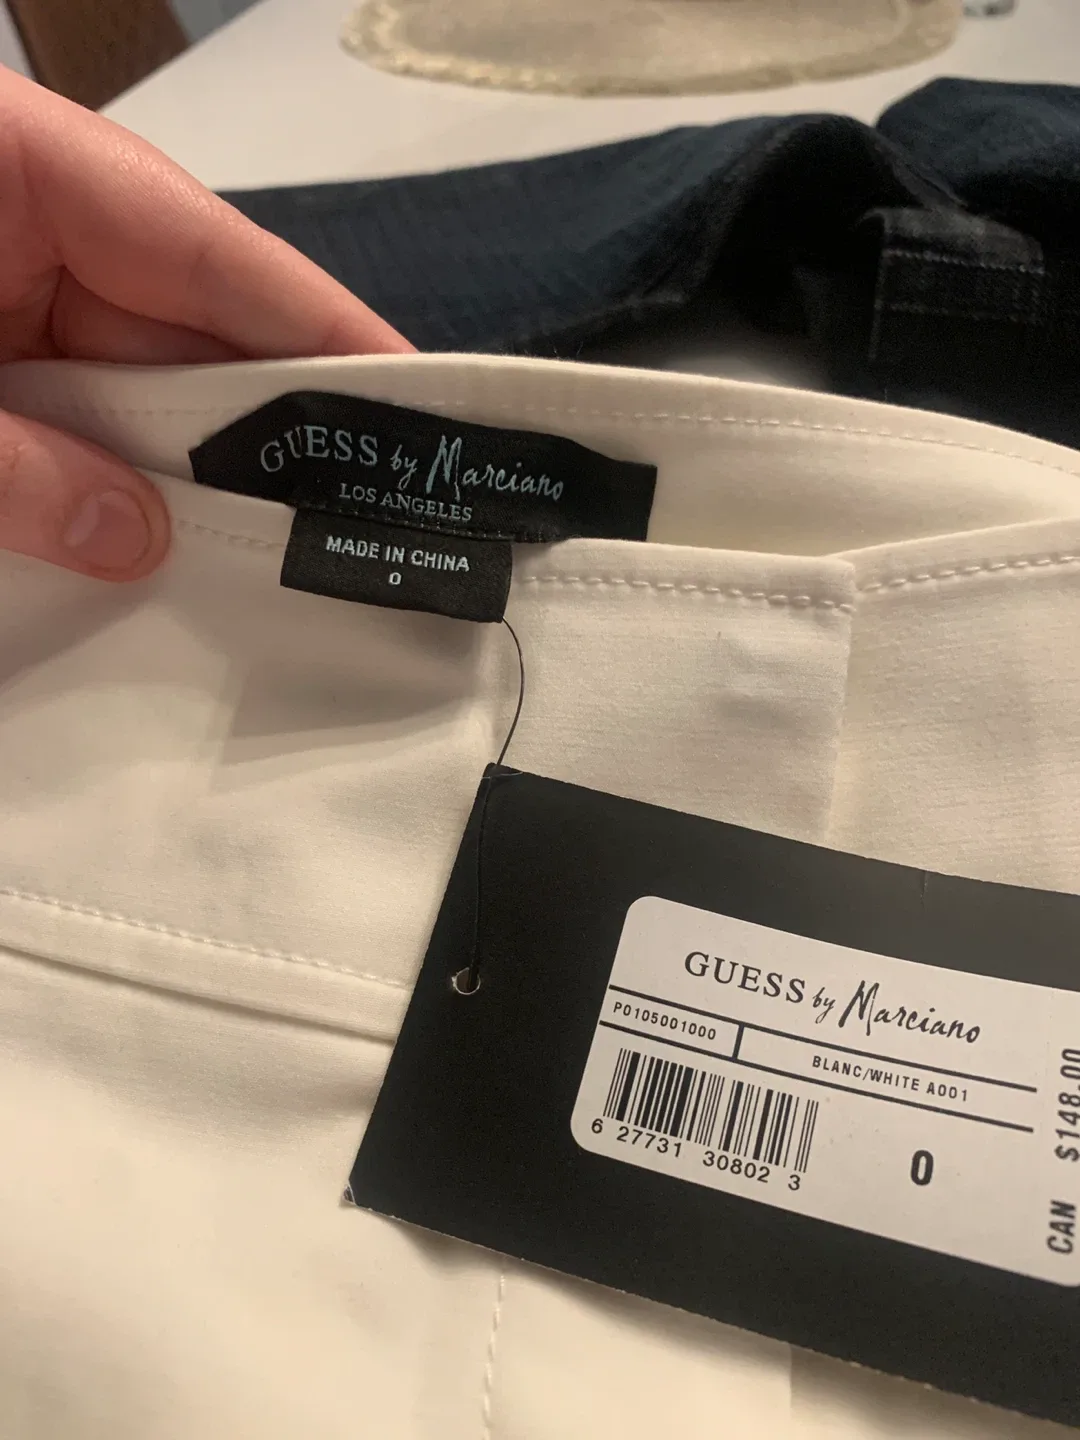 GUESS by Marciano
LOS ANGELES
MADE IN CHINA
0
GUESS by Marciano
P0105001000
BLANC/WHITE A001
6 27731 30802 3
0
CAN $148.00